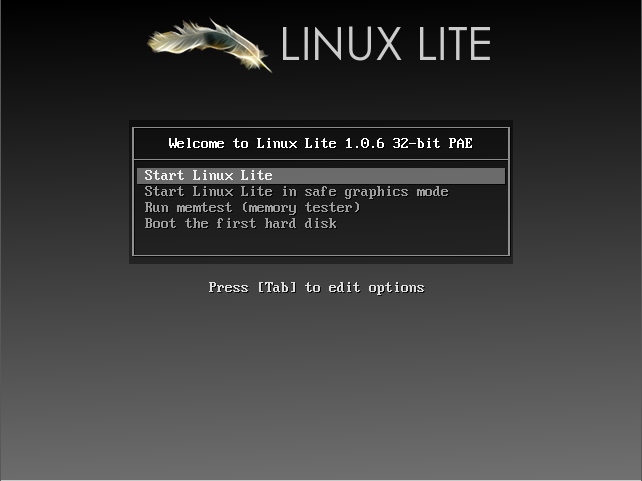 LINUX LITE
Welcome to Linux Lite 1.0.6 32-bit PAE
Start Linux Lite
Start Linux Lite in safe graphics mode
Run memtest (memory tester)
Boot the first hard disk
Press [Tab] to edit options